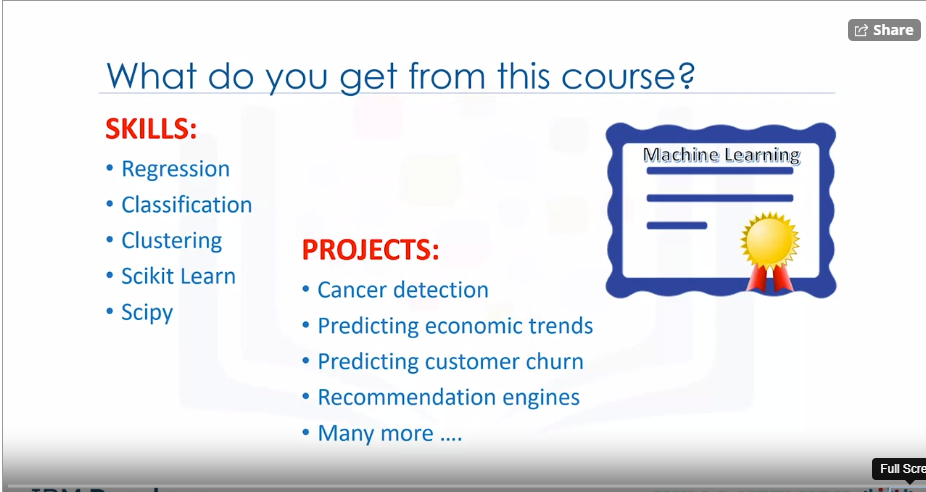 Share
What do you get from this course?
SKILLS:
• Regression
• Classification
• Clustering
• Scikit Learn
• Scipy
PROJECTS:
• Cancer detection
• Predicting economic trends
• Predicting customer churn
• Recommendation engines
• Many more ....
Machine Learning
Full Scre